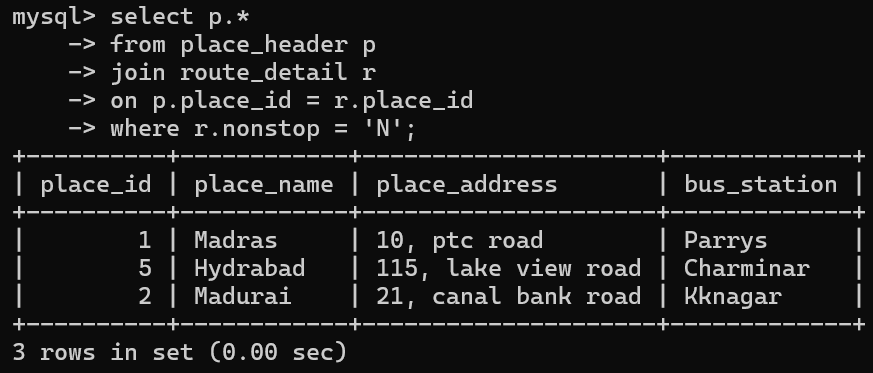 mysql> select p.*
    -> from place_header p
    -> join route_detail r
    -> on p.place_id = r.place_id
    -> where r.nonstop = 'N';
+----------+------------+---------------------+-------------+
| place_id | place_name | place_address       | bus_station |
+----------+------------+---------------------+-------------+
|        1 | Madras     | 10, ptc road        | Parrys      |
|        5 | Hydrabad   | 115, lake view road | Charminar   |
|        2 | Madurai    | 21, canal bank road | Kknagar     |
+----------+------------+---------------------+-------------+
3 rows in set (0.00 sec)